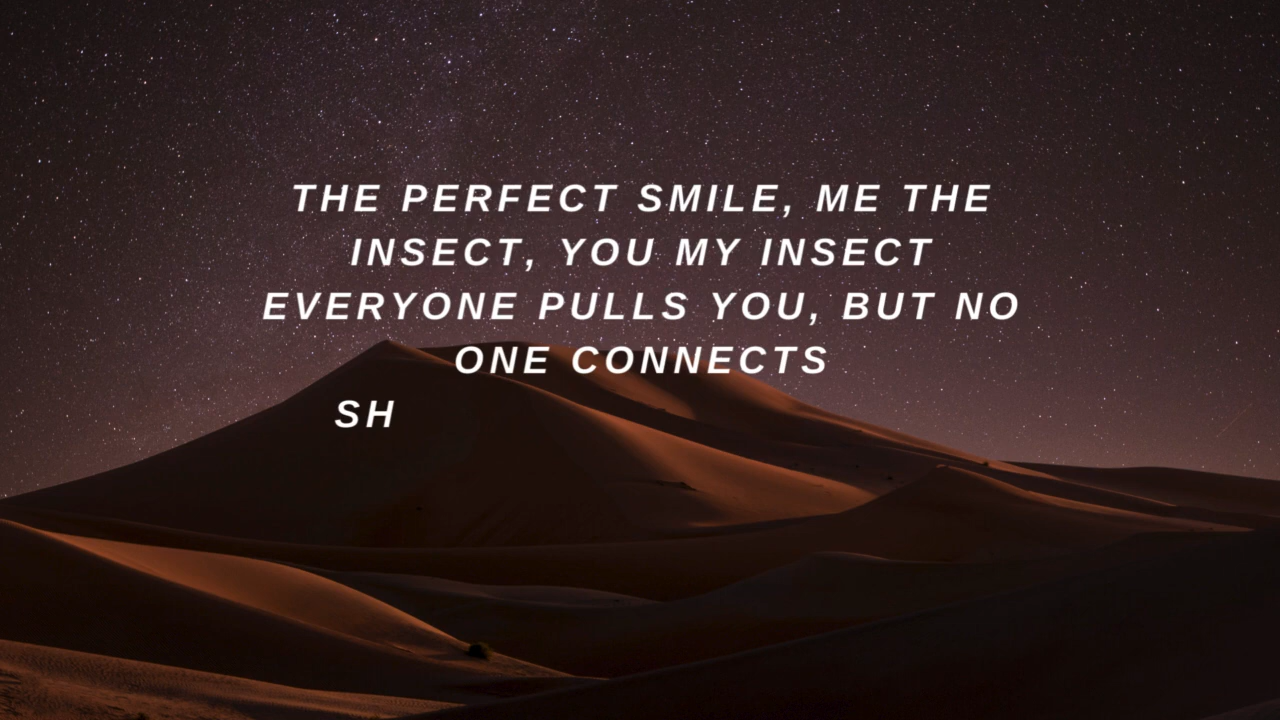 THE PERFECT SMILE, ME THE
INSECT, YOU MY INSECT
EVERYONE PULLS YOU, BUT NO
ONE CONNECTS
SH